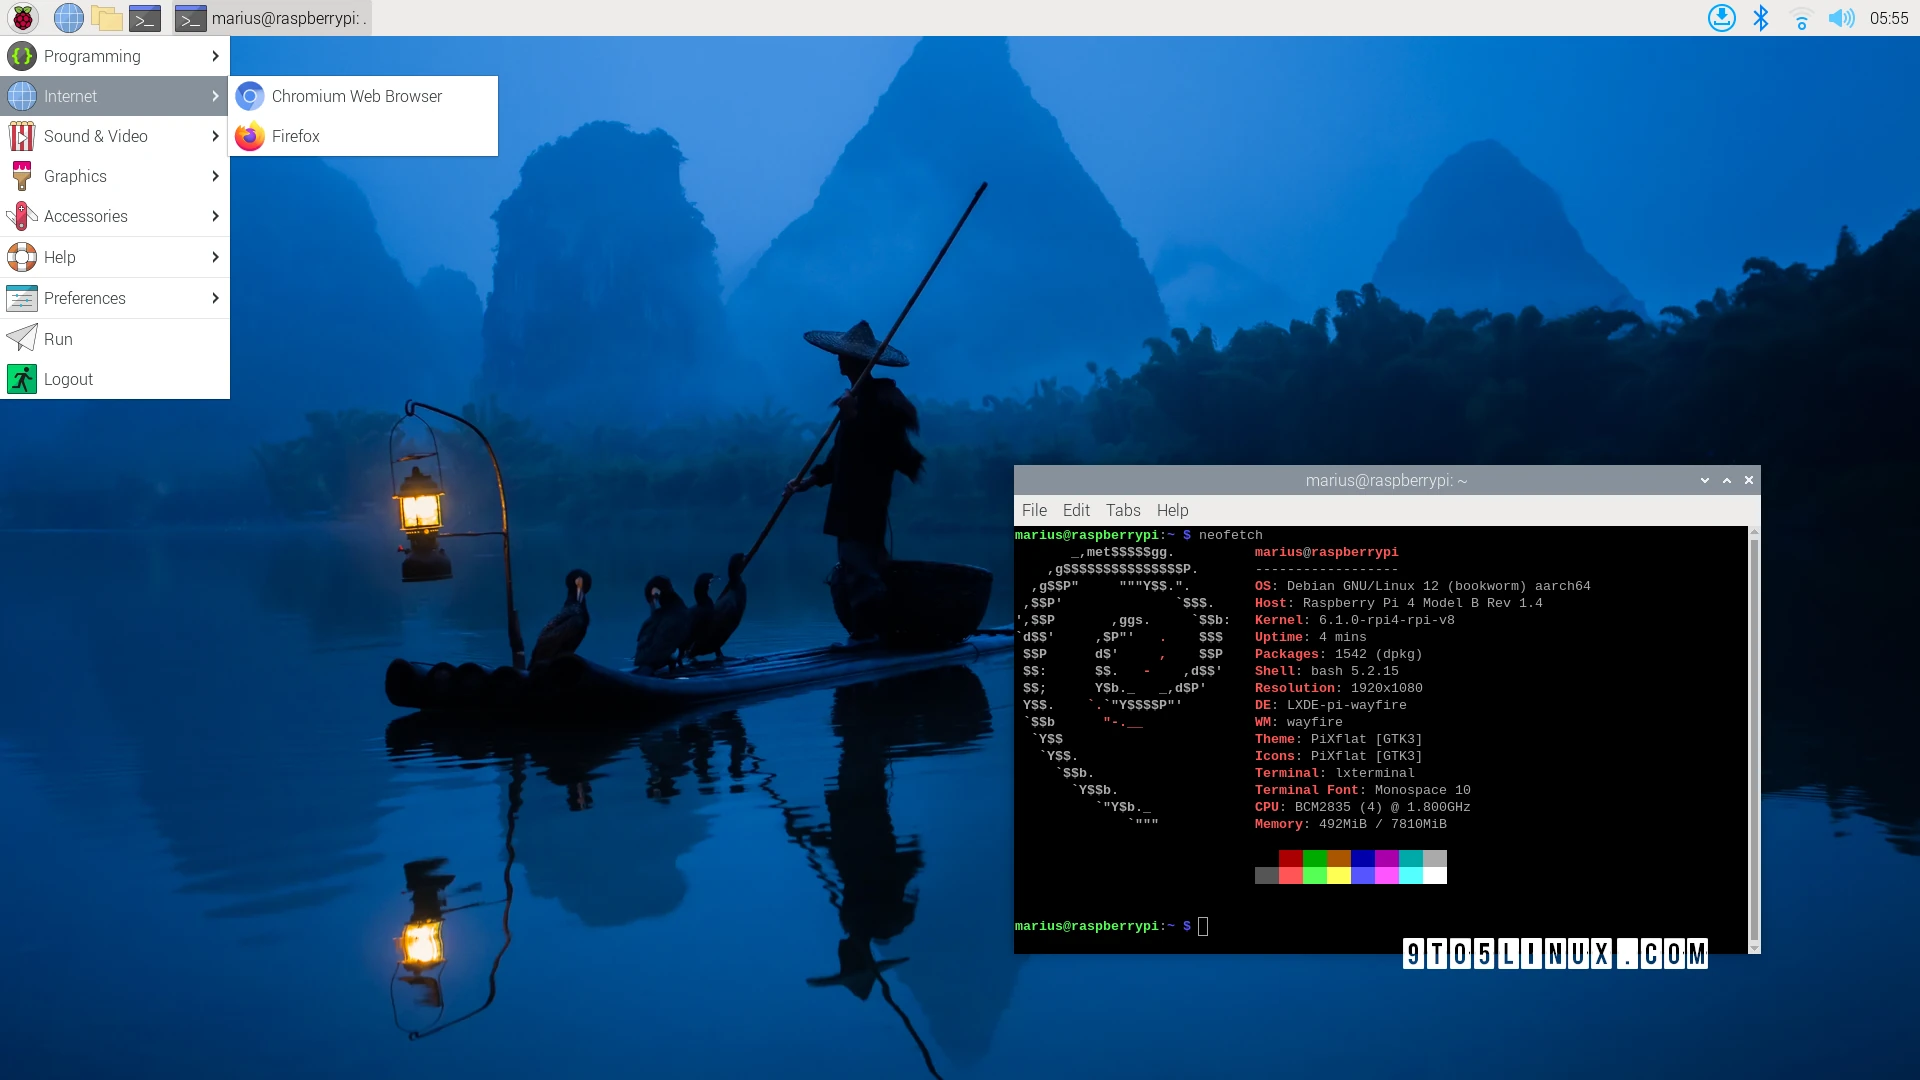 marius@raspberrypi: .
05:55
Programming
Internet
Chromium Web Browser
Sound & Video
Firefox
Graphics
Accessories
Help
Preferences
Run
Logout
marius@raspberrypi: ~
File Edit Tabs Help
marius@raspberrypi:~ $ neofetch
_,met$$$$$gg. marius@raspberrypi
,g$$$$$$$$$$$$$$$P. ------------------
,g$$P" """Y$$.". OS: Debian GNU/Linux 12 (bookworm) aarch64
,$$P' `$$$. Host: Raspberry Pi 4 Model B Rev 1.4
',$$P ,ggs. `$$b: Kernel: 6.1.0-rpi4-rpi-v8
`d$$' ,$P"' . $$$ Uptime: 4 mins
$$P d$' , $$P Packages: 1542 (dpkg)
$$: $$. - ,d$$' Shell: bash 5.2.15
$$; Y$b._ _,d$P' Resolution: 1920x1080
Y$$. `.`"Y$$$$P"' DE: LXDE-pi-wayfire
`$$b "-.__ WM: wayfire
`Y$$ Theme: PiXflat [GTK3]
`Y$$. Icons: PiXflat [GTK3]
`$$b. Terminal: lxterminal
`Y$$b. Terminal Font: Monospace 10
`"Y$b._ CPU: BCM2835 (4) @ 1.800GHz
`""" Memory: 492MiB / 7810MiB
marius@raspberrypi:~ $
9TO5LINUX.COM